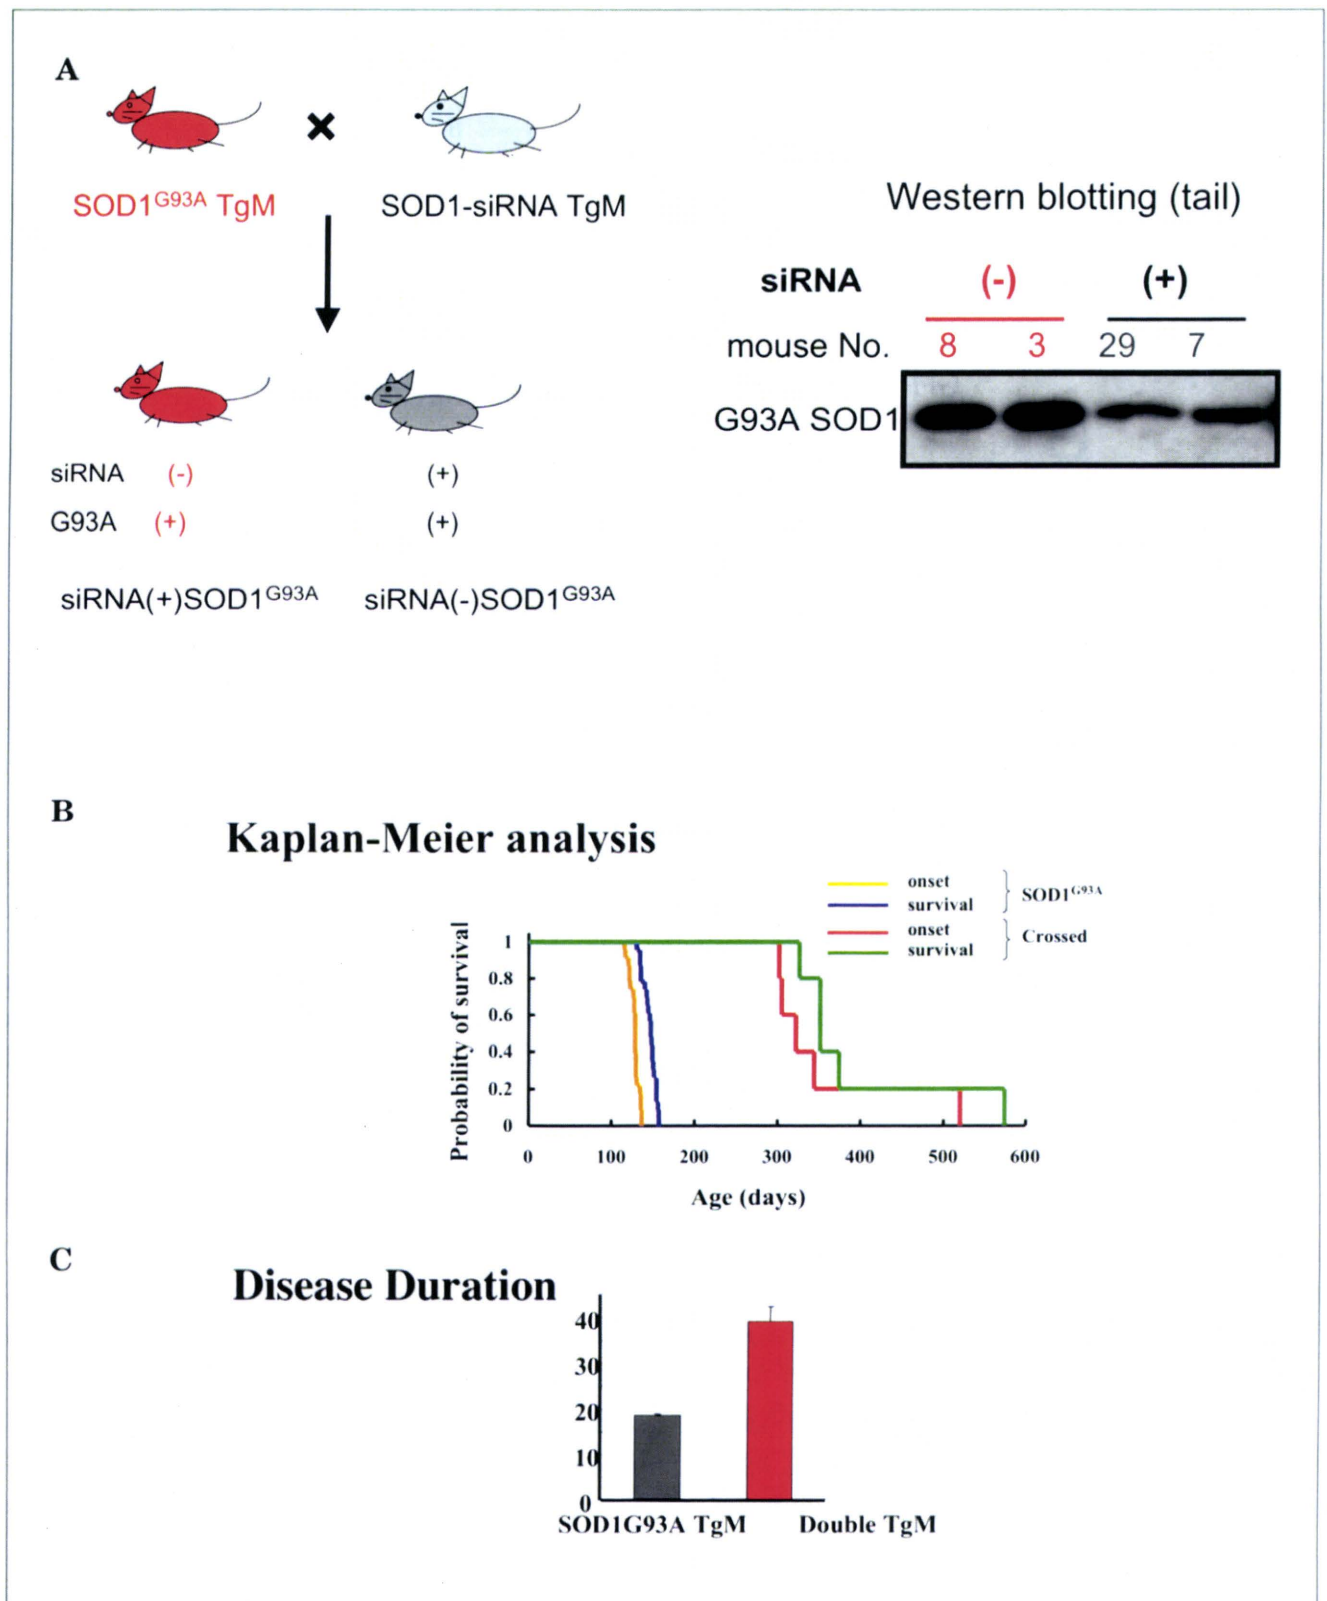 A
SOD1G93A TgM
SOD1-siRNA TgM
siRNA (-) (+)
G93A (+) (+)
siRNA(+)SOD1G93A siRNA(-)SOD1G93A
Western blotting (tail)
siRNA (-) (+)
mouse No. 8 3 29 7
G93A SOD1
B
Kaplan-Meier analysis
onset
survival
SOD1G93A
onset
survival
Crossed
Probability of survival
1
0.8
0.6
0.4
0.2
0
0 100 200 300 400 500 600
Age (days)
C
Disease Duration
40
30
20
10
0
SOD1G93A TgM Double TgM